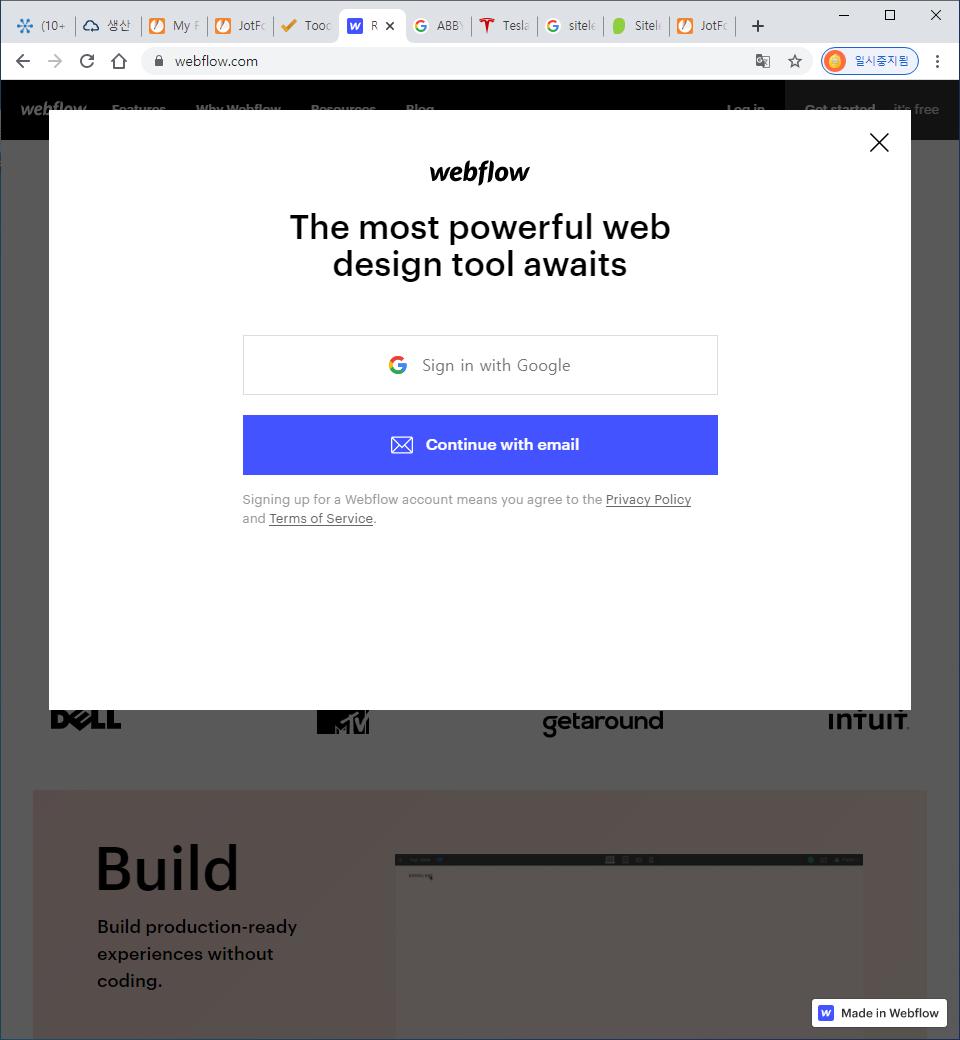 (10+
생산
My F
JotFo
Tood
R
ABBY
Tesla
sitele
Sitele
JotFo
webflow.com
일시중지됨
webflow
Features
Why Webflow
Resources
Blog
Log in
Get started
it's free
webflow
The most powerful web
design tool awaits
Sign in with Google
Continue with email
Signing up for a Webflow account means you agree to the Privacy Policy
and Terms of Service.
DELL
MTV
getaround
intuit.
Build
Build production-ready
experiences without
coding.
Made in Webflow